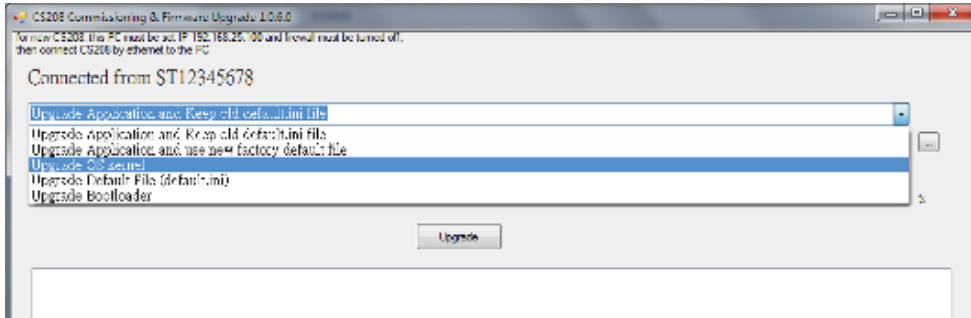 CS208 Commissioning & Firmware Upgrade 1.0.6.0
for new CS208, this PC must be set IP 192.168.25.100 and firewall must be turned off.
then connect CS208 by ethernet to the PC
Connected from ST12345678
Upgrade Application and Keep old default.ini file
Upgrade Application and Keep old default.ini file
Upgrade Application and use new factory default file
...
Upgrade OS kernel
Upgrade Default File (default.ini)
Upgrade Bootloader
%
Upgrade